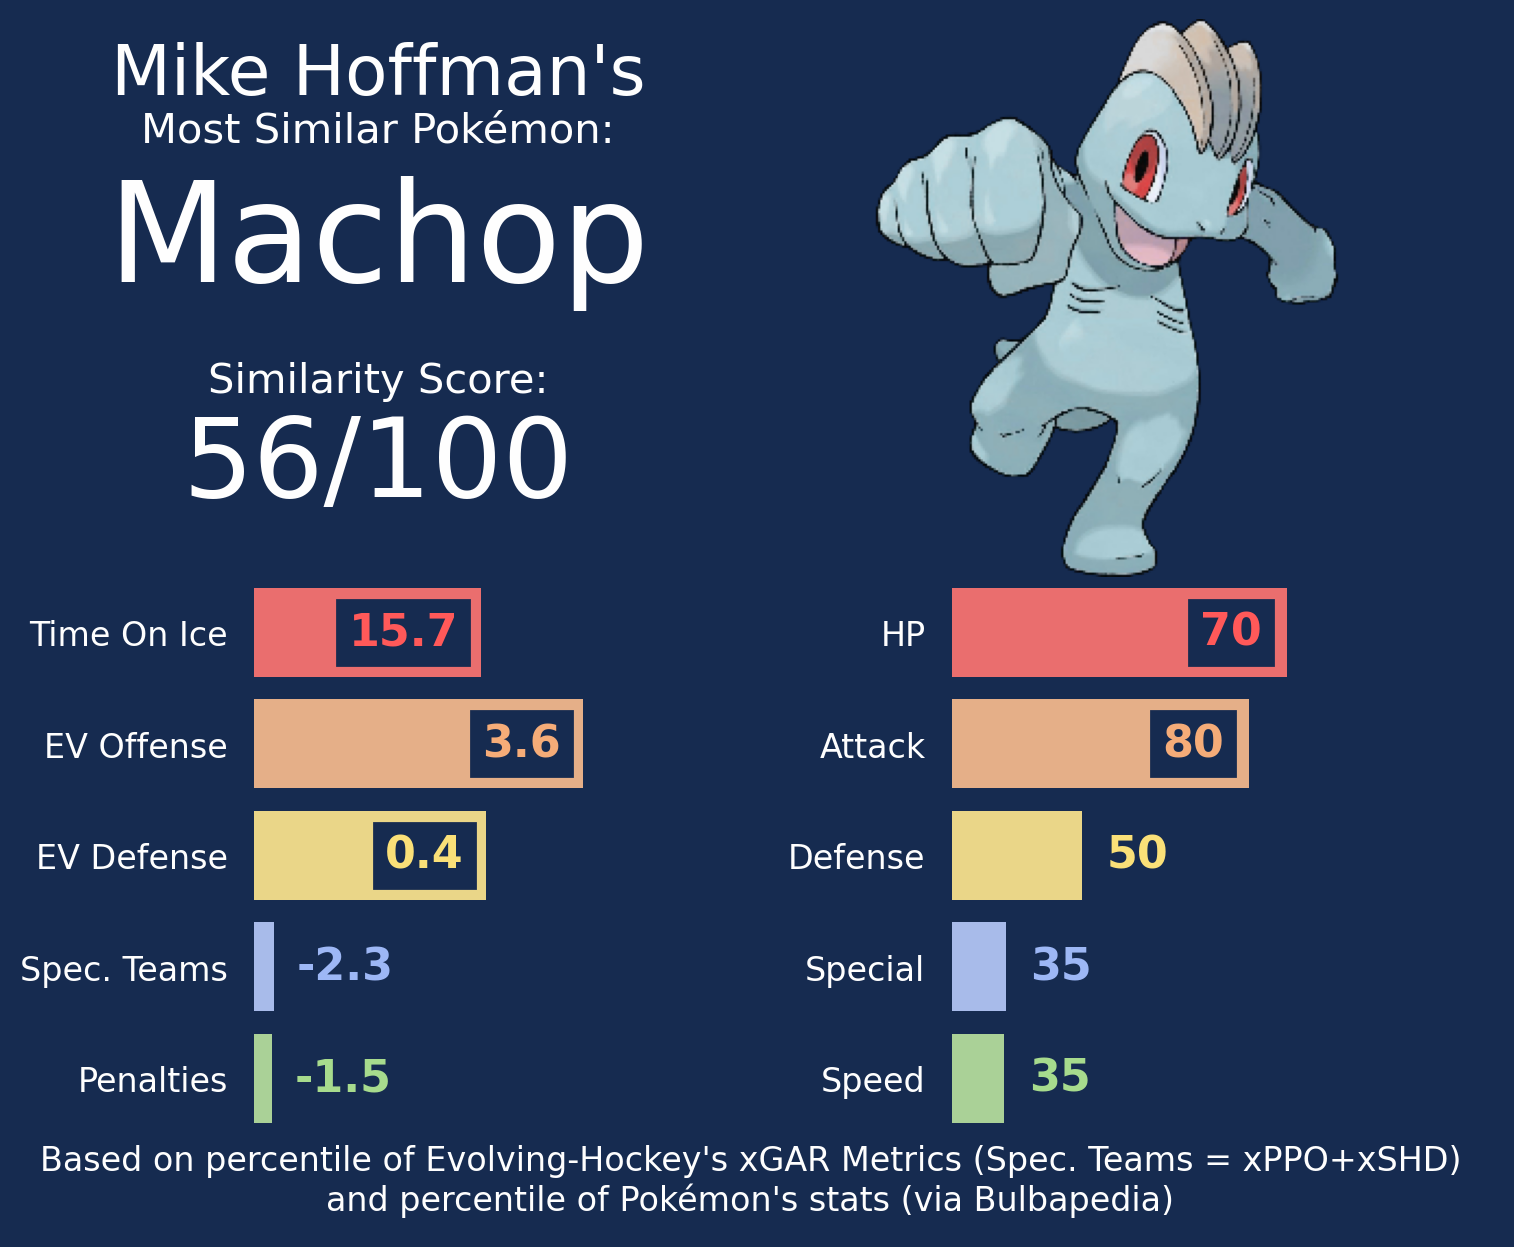 Mike Hoffman's
Most Similar Pokémon:
Machop
Similarity Score:
56/100
Time On Ice 15.7
EV Offense 3.6
EV Defense 0.4
Spec. Teams -2.3
Penalties -1.5
HP 70
Attack 80
Defense 50
Special 35
Speed 35
Based on percentile of Evolving-Hockey's xGAR Metrics (Spec. Teams = xPPO+xSHD)
and percentile of Pokémon's stats (via Bulbapedia)